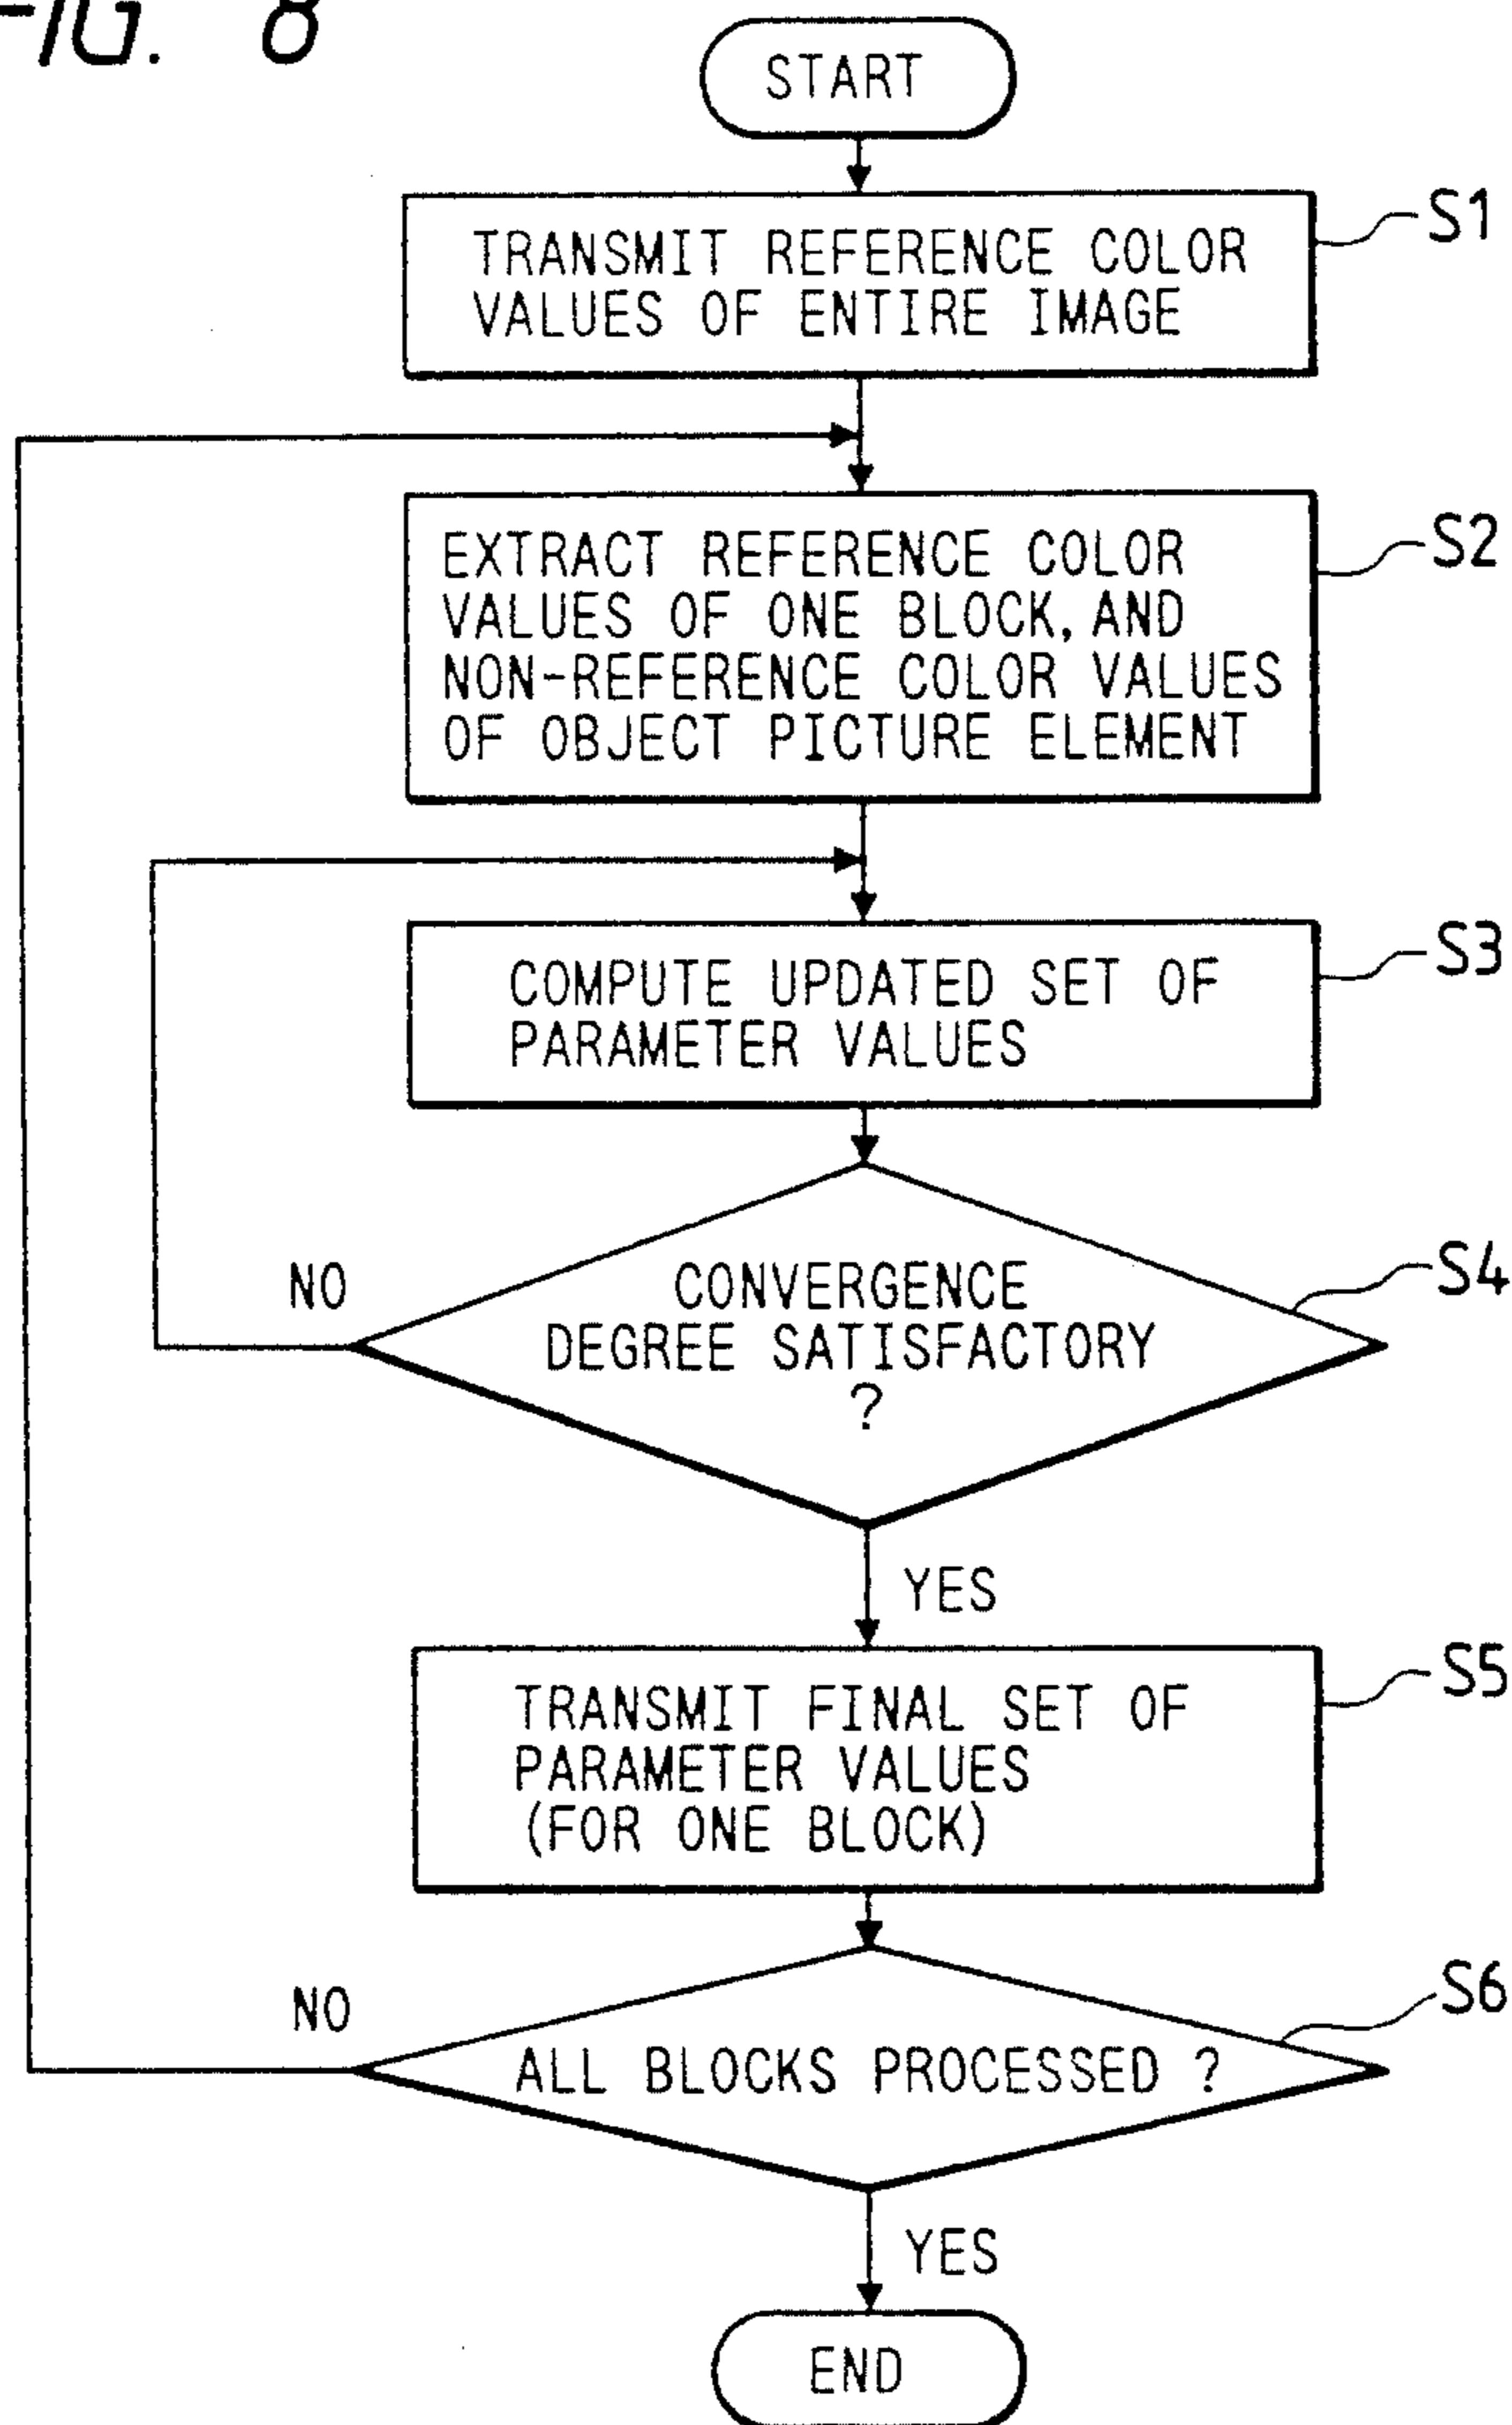 FIG. 8
START
TRANSMIT REFERENCE COLOR
VALUES OF ENTIRE IMAGE
S1
EXTRACT REFERENCE COLOR
VALUES OF ONE BLOCK, AND
NON-REFERENCE COLOR VALUES
OF OBJECT PICTURE ELEMENT
S2
COMPUTE UPDATED SET OF
PARAMETER VALUES
S3
NO
CONVERGENCE
DEGREE SATISFACTORY
?
S4
YES
TRANSMIT FINAL SET OF
PARAMETER VALUES
(FOR ONE BLOCK)
S5
NO
ALL BLOCKS PROCESSED ?
S6
YES
END